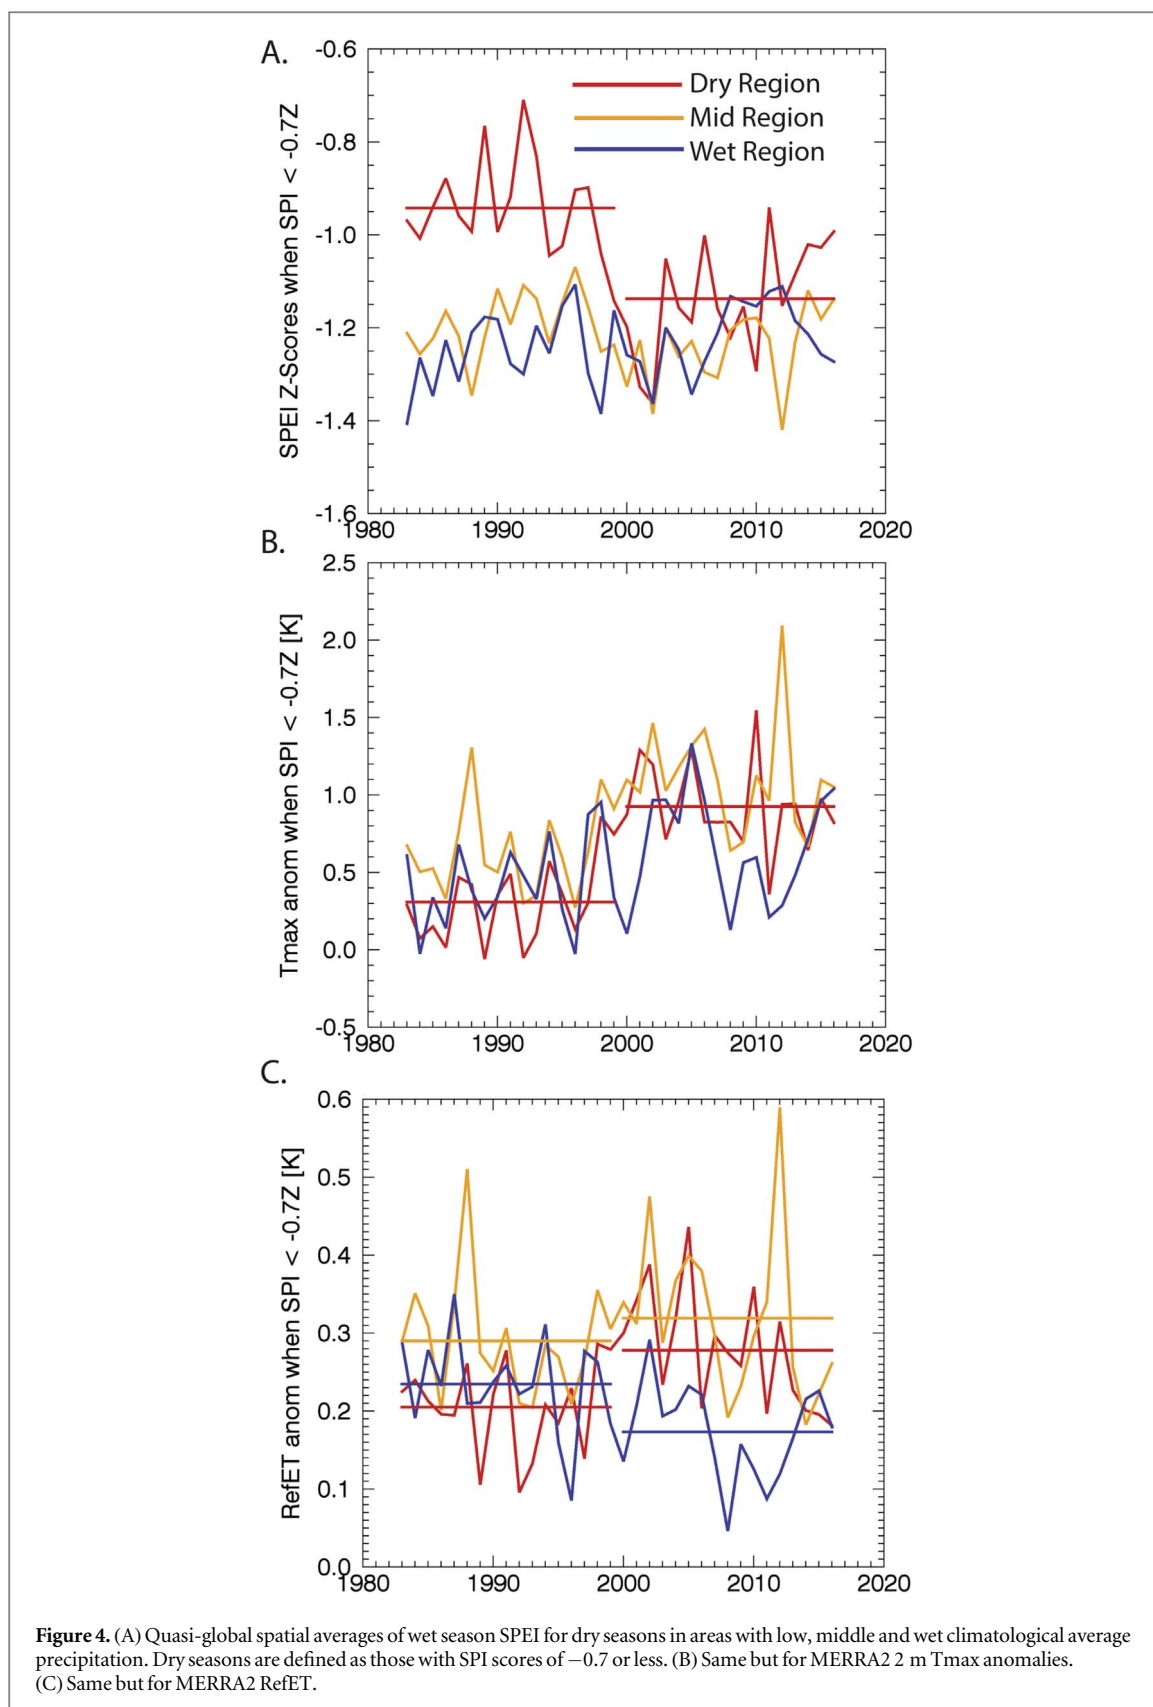 A.
-0.6
-0.8
-1.0
-1.2
-1.4
-1.6
SPEI Z-Scores when SPI < -0.7Z
Dry Region
Mid Region
Wet Region
1980 1990 2000 2010 2020
B.
2.5
2.0
1.5
1.0
0.5
0.0
-0.5
Tmax anom when SPI < -0.7Z [K]
1980 1990 2000 2010 2020
C.
0.6
0.5
0.4
0.3
0.2
0.1
0.0
RefET anom when SPI < -0.7Z [K]
1980 1990 2000 2010 2020
Figure 4. (A) Quasi-global spatial averages of wet season SPEI for dry seasons in areas with low, middle and wet climatological average
precipitation. Dry seasons are defined as those with SPI scores of −0.7 or less. (B) Same but for MERRA2 2 m Tmax anomalies.
(C) Same but for MERRA2 RefET.